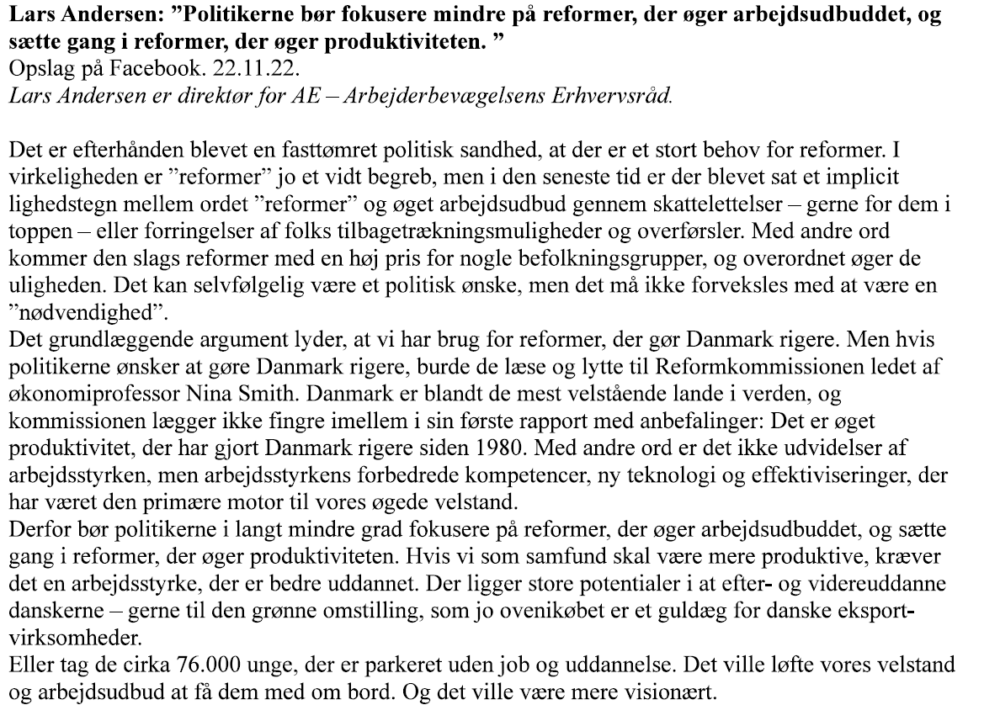 Lars Andersen: ”Politikerne bør fokusere mindre på reformer, der øger arbejdsudbuddet, og
sætte gang i reformer, der øger produktiviteten. ”
Opslag på Facebook. 22.11.22.
Lars Andersen er direktør for AE – Arbejderbevægelsens Erhvervsråd.
Det er efterhånden blevet en fasttømret politisk sandhed, at der er et stort behov for reformer. I
virkeligheden er ”reformer” jo et vidt begreb, men i den seneste tid er der blevet sat et implicit
lighedstegn mellem ordet ”reformer” og øget arbejdsudbud gennem skattelettelser – gerne for dem i
toppen – eller forringelser af folks tilbagetrækningsmuligheder og overførsler. Med andre ord
kommer den slags reformer med en høj pris for nogle befolkningsgrupper, og overordnet øger de
uligheden. Det kan selvfølgelig være et politisk ønske, men det må ikke forveksles med at være en
”nødvendighed”.
Det grundlæggende argument lyder, at vi har brug for reformer, der gør Danmark rigere. Men hvis
politikerne ønsker at gøre Danmark rigere, burde de læse og lytte til Reformkommissionen ledet af
økonomiprofessor Nina Smith. Danmark er blandt de mest velstående lande i verden, og
kommissionen lægger ikke fingre imellem i sin første rapport med anbefalinger: Det er øget
produktivitet, der har gjort Danmark rigere siden 1980. Med andre ord er det ikke udvidelser af
arbejdsstyrken, men arbejdsstyrkens forbedrede kompetencer, ny teknologi og effektiviseringer, der
har været den primære motor til vores øgede velstand.
Derfor bør politikerne i langt mindre grad fokusere på reformer, der øger arbejdsudbuddet, og sætte
gang i reformer, der øger produktiviteten. Hvis vi som samfund skal være mere produktive, kræver
det en arbejdsstyrke, der er bedre uddannet. Der ligger store potentialer i at efter- og videreuddanne
danskerne – gerne til den grønne omstilling, som jo ovenikøbet er et guldæg for danske eksport-
virksomheder.
Eller tag de cirka 76.000 unge, der er parkeret uden job og uddannelse. Det ville løfte vores velstand
og arbejdsudbud at få dem med om bord. Og det ville være mere visionært.